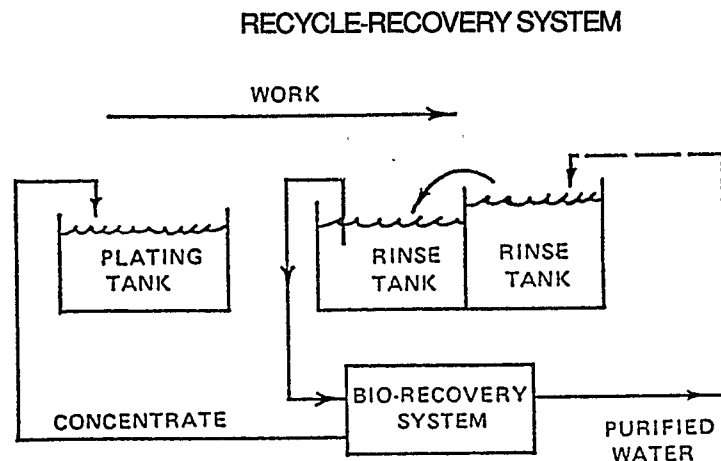 RECYCLE-RECOVERY SYSTEM
WORK
PLATING
TANK
RINSE
TANK
RINSE
TANK
BIO-RECOVERY
SYSTEM
CONCENTRATE
PURIFIED
WATER